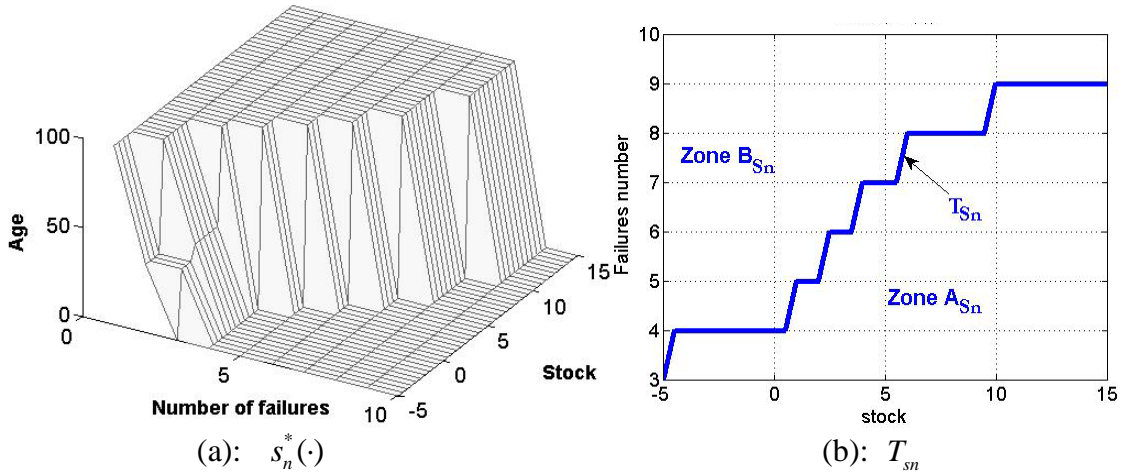 100
50
0
Age
0
5
10
Number of failures
-5
0
5
10
15
Stock
(a): s*n(·)
10
9
8
7
6
5
4
3
Failures number
Zone BSn
TSn
Zone ASn
-5
0
5
10
15
stock
(b): Tsn